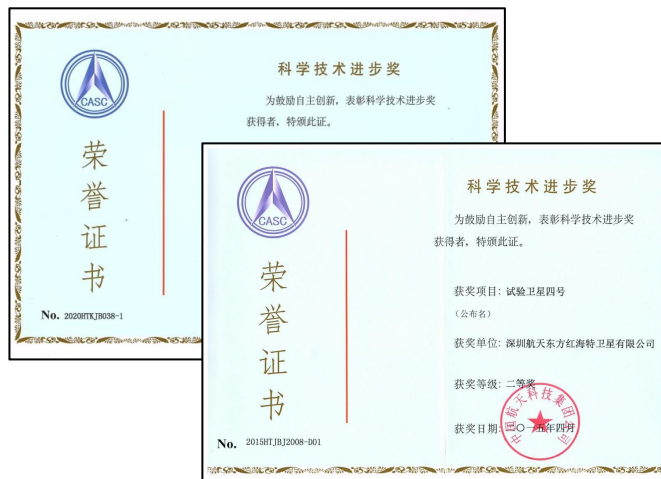 CASC
荣
誉
证
书
No. 2020HTKJB038-1
科学技术进步奖
为鼓励自主创新，表彰科学技术进步奖
获得者，特颁此证。
CASC
荣
誉
证
书
No. 2015HTJBJ2008-D01
科学技术进步奖
为鼓励自主创新，表彰科学技术进步奖
获得者，特颁此证。
获奖项目：试验卫星四号
（公布名）
获奖单位：深圳航天东方红海特卫星有限公司
获奖等级：二等奖
获奖日期：二〇一五年四月
中国航天科技集团公司